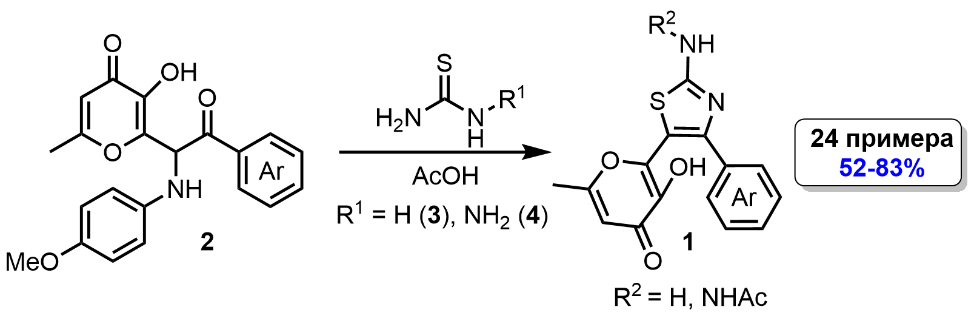 O
OH
O
O
NH
Ar
MeO
2
S
H₂N
N
H
R¹
AcOH
R¹ = H (3), NH₂ (4)
R²
NH
S
N
O
OH
Ar
O
1
R² = H, NHAc
24 примера
52-83%